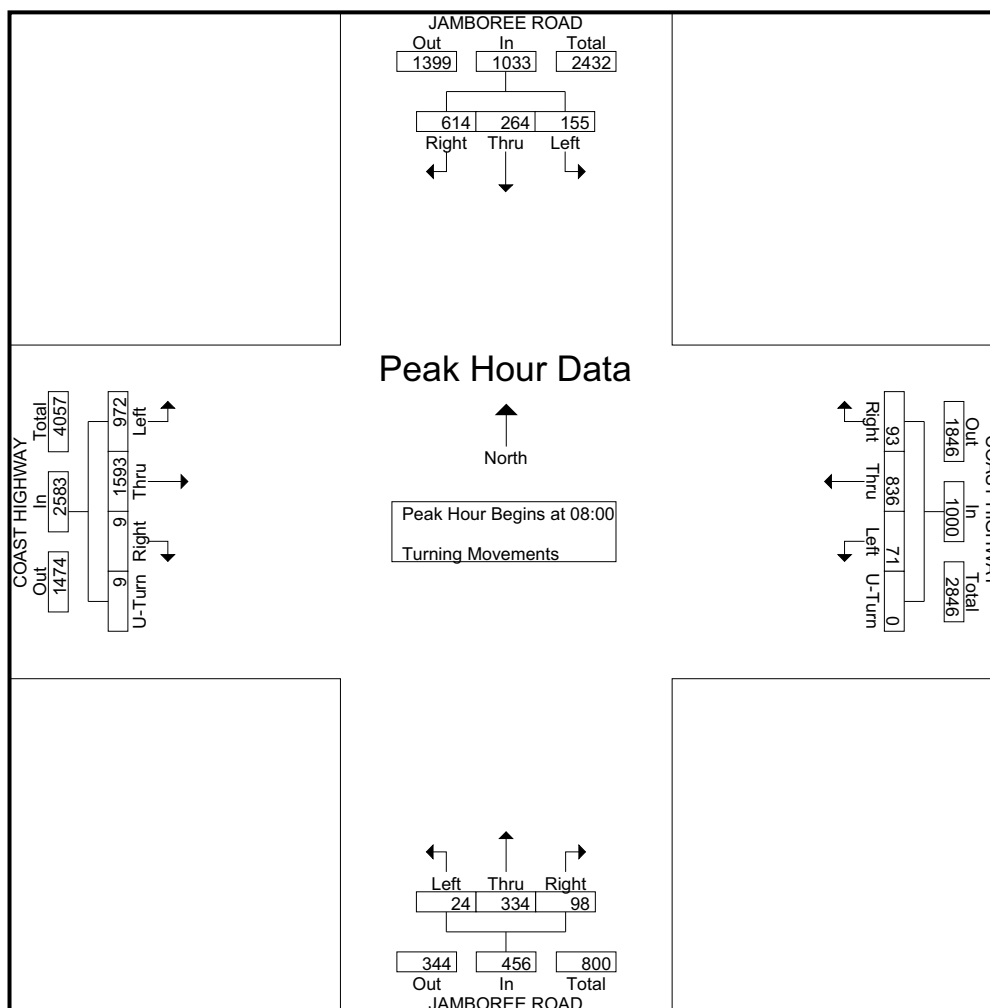 JAMBOREE ROAD
Out In Total
1399 1033 2432
614 264 155
Right Thru Left
Peak Hour Data
North
Peak Hour Begins at 08:00
Turning Movements
COAST HIGHWAY
Total In Out
4057 2583 1474
972 1593 9 9
Left Thru Right U-Turn
COAST HIGHWAY
Out In Total
1846 1000 2846
93 836 71 0
Right Thru Left U-Turn
Left Thru Right
24 334 98
344 456 800
Out In Total
JAMBOREE ROAD